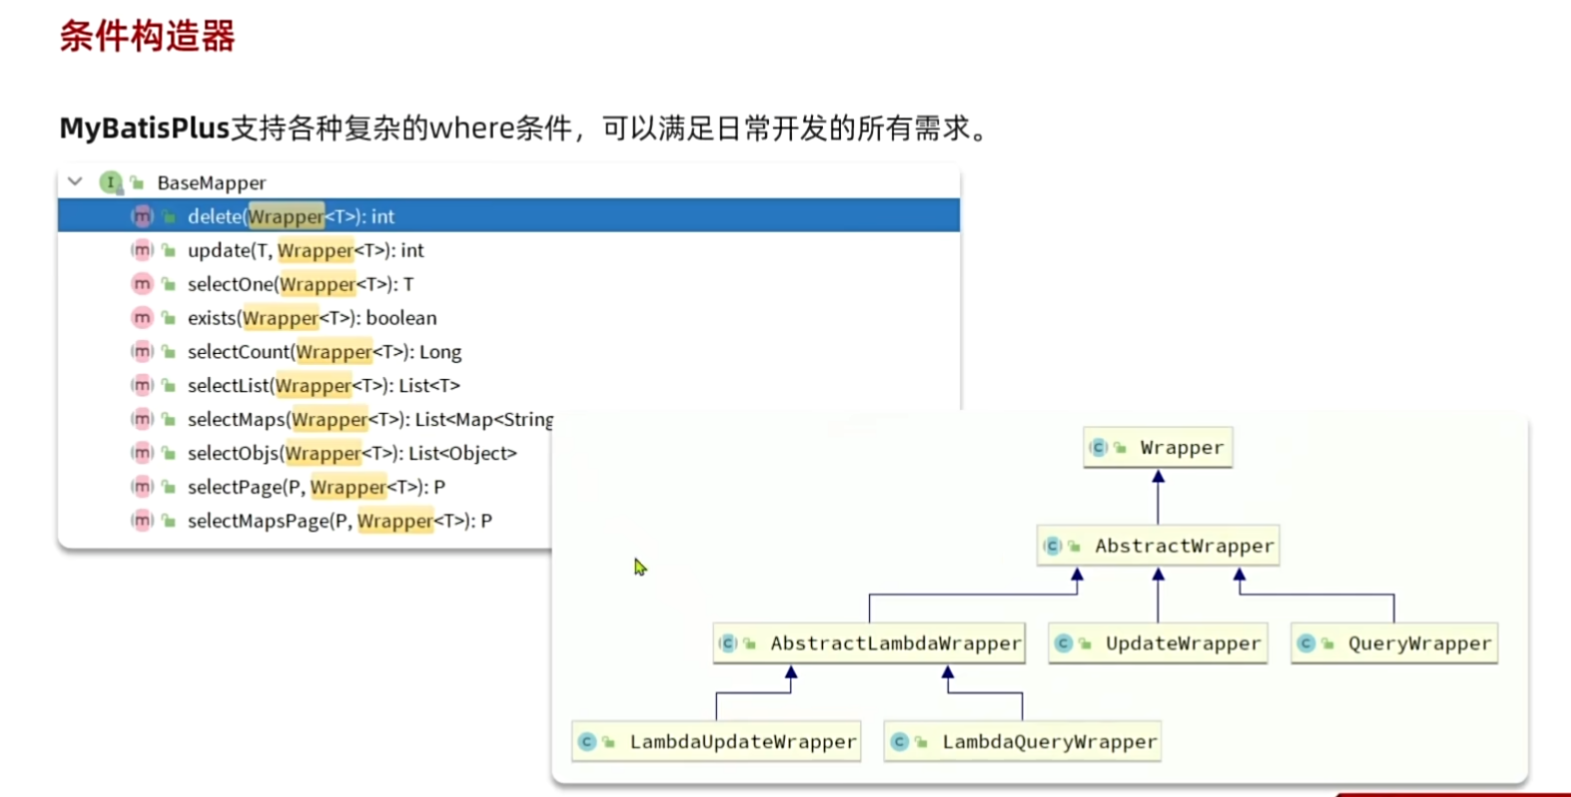 条件构造器
MyBatisPlus支持各种复杂的where条件，可以满足日常开发的所有需求。
BaseMapper
delete(Wrapper<T>): int
update(T, Wrapper<T>): int
selectOne(Wrapper<T>): T
exists(Wrapper<T>): boolean
selectCount(Wrapper<T>): Long
selectList(Wrapper<T>): List<T>
selectMaps(Wrapper<T>): List<Map<String
selectObjs(Wrapper<T>): List<Object>
selectPage(P, Wrapper<T>): P
selectMapsPage(P, Wrapper<T>): P
Wrapper
AbstractWrapper
AbstractLambdaWrapper
UpdateWrapper
QueryWrapper
LambdaUpdateWrapper
LambdaQueryWrapper